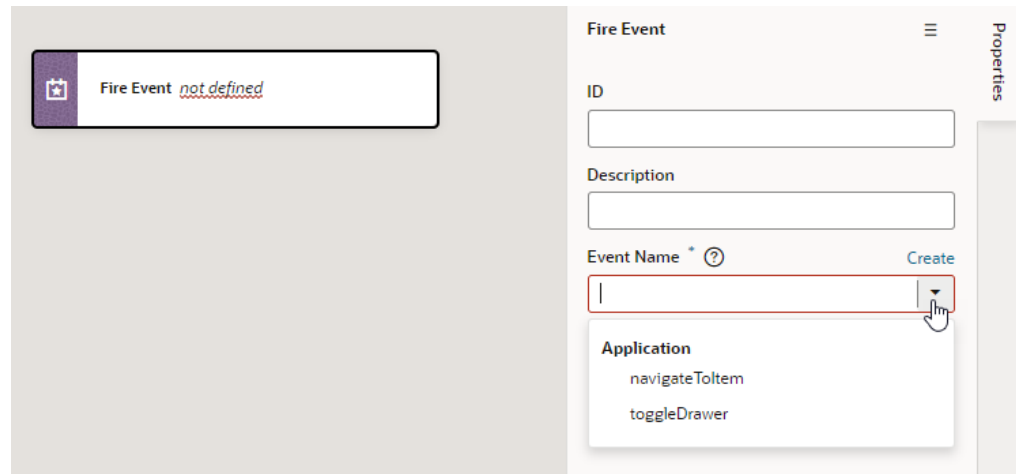 Fire Event not defined
Fire Event
Properties
ID
Description
Event Name * Create
Application
navigateToItem
toggleDrawer